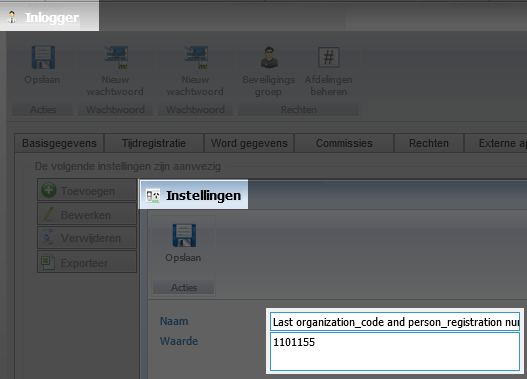 Inlogger
Opslaan
Nieuw wachtwoord
Nieuw wachtwoord
Beveiligings groep
Afdelingen beheren
Acties
Wachtwoord
Wachtwoord
Rechten
Basisgegevens
Tijdregistratie
Word gegevens
Commissies
Rechten
Externe ap
De volgende instellingen zijn aanwezig
Toevoegen
Bewerken
Verwijderen
Exporteer
Instellingen
Opslaan
Acties
Naam
Last organization_code and person_registration nu
Waarde
1101155